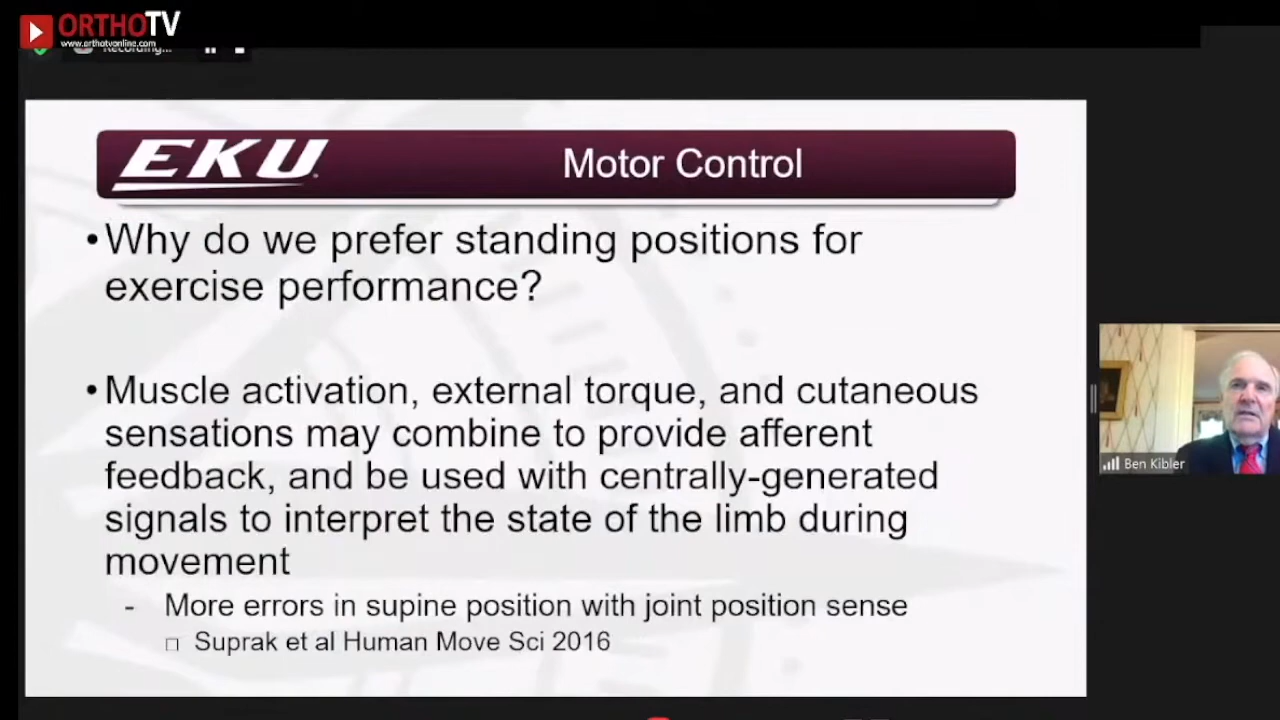 ORTHOTV
www.orthotvonline.com
Recording...
EKU
Motor Control
•Why do we prefer standing positions for
exercise performance?
•Muscle activation, external torque, and cutaneous
sensations may combine to provide afferent
feedback, and be used with centrally-generated
signals to interpret the state of the limb during
movement
- More errors in supine position with joint position sense
□ Suprak et al Human Move Sci 2016
Ben Kibler